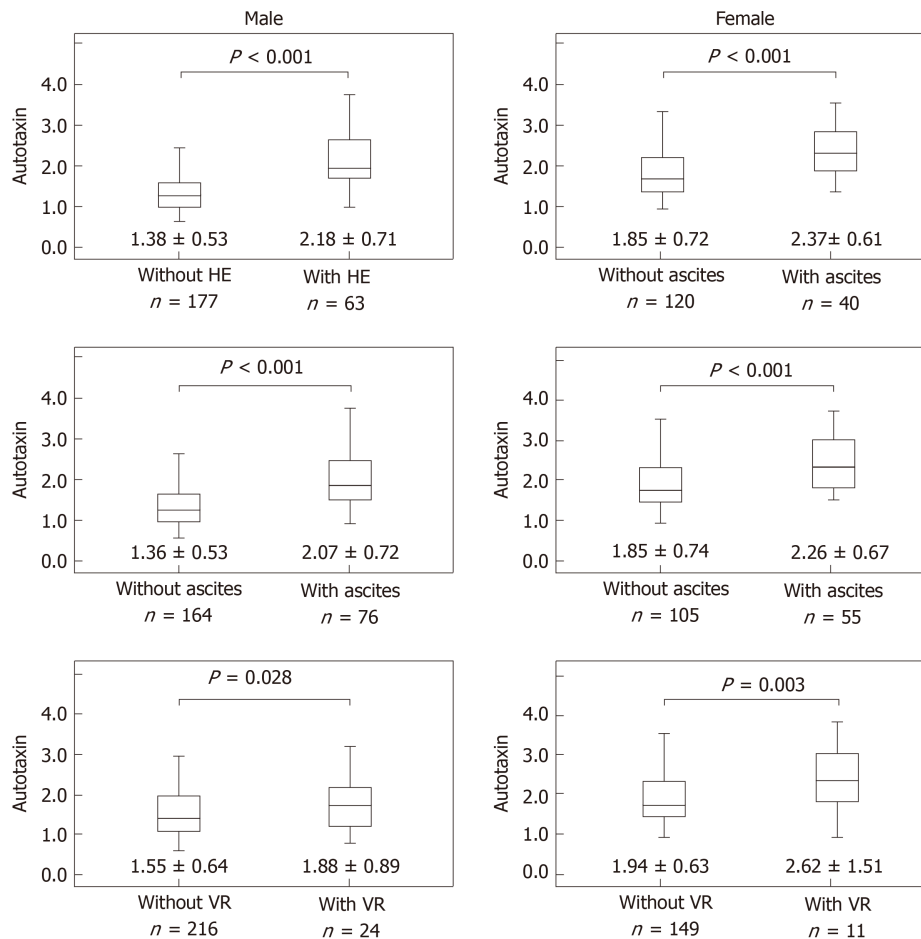 Male
P < 0.001
Autotaxin
4.0
3.0
2.0
1.0
0.0
1.38 ± 0.53 2.18 ± 0.71
Without HE With HE
n = 177 n = 63
Female
P < 0.001
Autotaxin
4.0
3.0
2.0
1.0
0.0
1.85 ± 0.72 2.37± 0.61
Without ascites With ascites
n = 120 n = 40
P < 0.001
Autotaxin
4.0
3.0
2.0
1.0
0.0
1.36 ± 0.53 2.07 ± 0.72
Without ascites With ascites
n = 164 n = 76
P < 0.001
Autotaxin
4.0
3.0
2.0
1.0
0.0
1.85 ± 0.74 2.26 ± 0.67
Without ascites With ascites
n = 105 n = 55
P = 0.028
Autotaxin
4.0
3.0
2.0
1.0
0.0
1.55 ± 0.64 1.88 ± 0.89
Without VR With VR
n = 216 n = 24
P = 0.003
Autotaxin
4.0
3.0
2.0
1.0
0.0
1.94 ± 0.63 2.62 ± 1.51
Without VR With VR
n = 149 n = 11